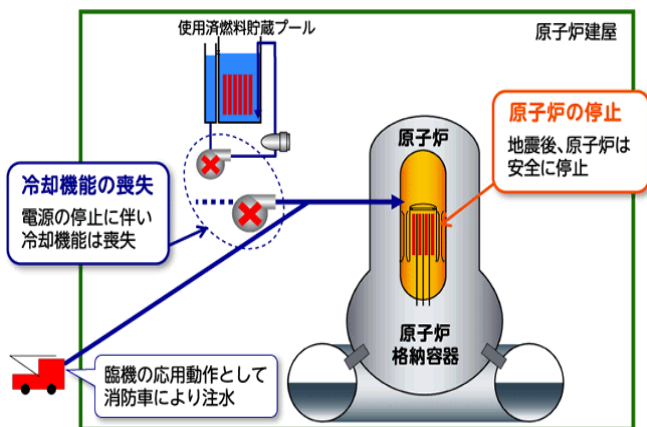 使用済燃料貯蔵プール
原子炉建屋
原子炉の停止
地震後、原子炉は
安全に停止
原子炉
冷却機能の喪失
電源の停止に伴い
冷却機能は喪失
原子炉
格納容器
臨機の応用動作として
消防車により注水